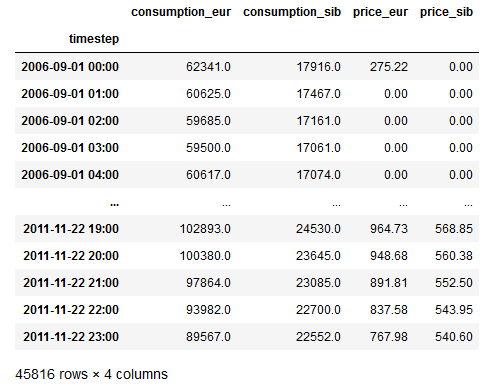 consumption_eur consumption_sib price_eur price_sib
timestep
2006-09-01 00:00 62341.0 17916.0 275.22 0.00
2006-09-01 01:00 60625.0 17467.0 0.00 0.00
2006-09-01 02:00 59685.0 17161.0 0.00 0.00
2006-09-01 03:00 59500.0 17061.0 0.00 0.00
2006-09-01 04:00 60617.0 17074.0 0.00 0.00
... ... ... ... ...
2011-11-22 19:00 102893.0 24530.0 964.73 568.85
2011-11-22 20:00 100380.0 23645.0 948.68 560.38
2011-11-22 21:00 97864.0 23085.0 891.81 552.50
2011-11-22 22:00 93982.0 22700.0 837.58 543.95
2011-11-22 23:00 89567.0 22552.0 767.98 540.60
45816 rows × 4 columns